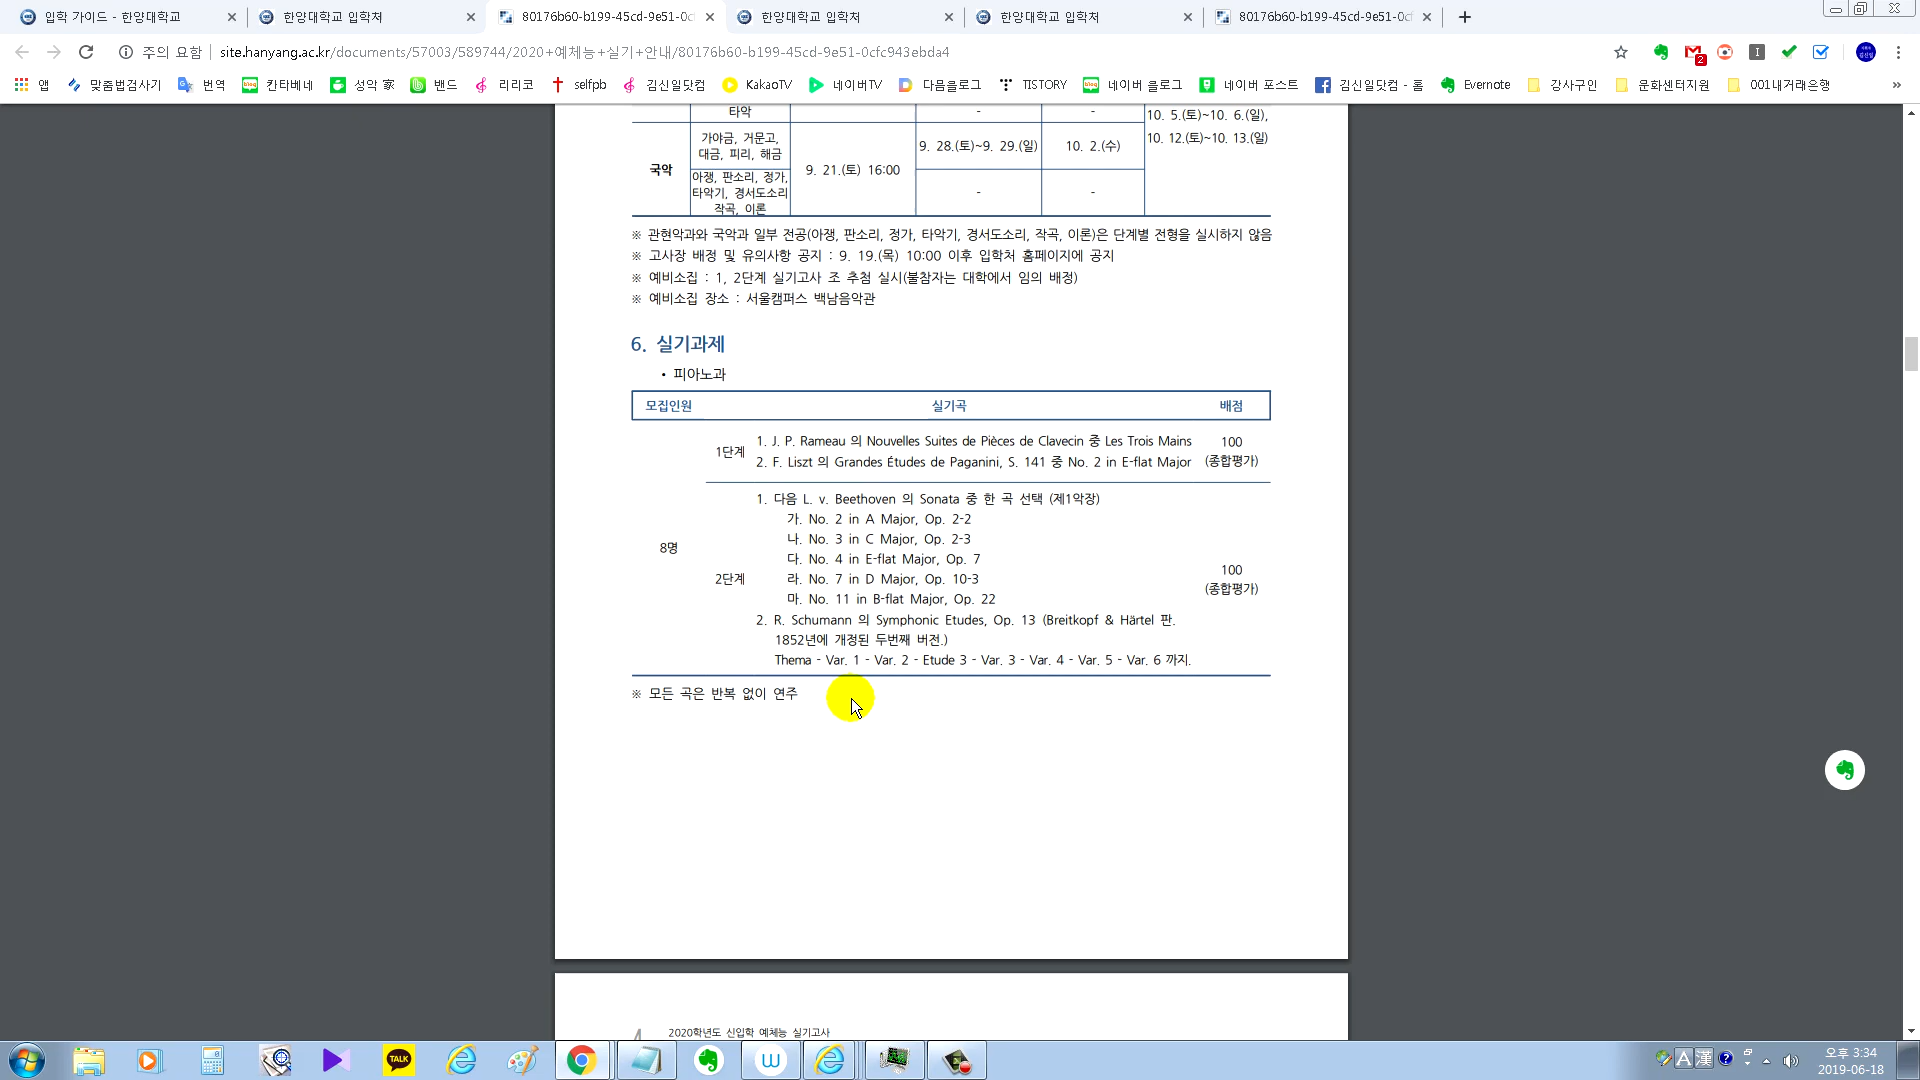 입학 가이드 - 한양대학교
한양대학교 입학처
80176b60-b199-45cd-9e51-0c
한양대학교 입학처
한양대학교 입학처
80176b60-b199-45cd-9e51-0cf
주의 요함
site.hanyang.ac.kr/documents/57003/589744/2020+예체능+실기+안내/80176b60-b199-45cd-9e51-0cfc943ebda4
2
앱
맞춤법검사기
번역
칸타베네
성악 家
밴드
리리코
selfpb
김신일닷컴
KakaoTV
네이버TV
다음블로그
TISTORY
네이버 블로그
네이버 포스트
김신일닷컴 - 홈
Evernote
강사구인
문화센터지원
001내거래은행
»
타악 - - 10. 5.(토)~10. 6.(일),
10. 12.(토)~10. 13.(일)
국악
가야금, 거문고,
대금, 피리, 해금
9. 21.(토) 16:00
9. 28.(토)~9. 29.(일)
10. 2.(수)
아쟁, 판소리, 정가,
타악기, 경서도소리
작곡, 이론
- -
※ 관현악과와 국악과 일부 전공(아쟁, 판소리, 정가, 타악기, 경서도소리, 작곡, 이론)은 단계별 전형을 실시하지 않음
※ 고사장 배정 및 유의사항 공지 : 9. 19.(목) 10:00 이후 입학처 홈페이지에 공지
※ 예비소집 : 1, 2단계 실기고사 조 추첨 실시(불참자는 대학에서 임의 배정)
※ 예비소집 장소 : 서울캠퍼스 백남음악관
6. 실기과제
• 피아노과
모집인원 실기곡 배점
8명
1단계
1. J. P. Rameau 의 Nouvelles Suites de Pièces de Clavecin 중 Les Trois Mains
2. F. Liszt 의 Grandes Études de Paganini, S. 141 중 No. 2 in E-flat Major
100
(종합평가)
2단계
1. 다음 L. v. Beethoven 의 Sonata 중 한 곡 선택 (제1악장)
가. No. 2 in A Major, Op. 2-2
나. No. 3 in C Major, Op. 2-3
다. No. 4 in E-flat Major, Op. 7
라. No. 7 in D Major, Op. 10-3
마. No. 11 in B-flat Major, Op. 22
2. R. Schumann 의 Symphonic Etudes, Op. 13 (Breitkopf & Härtel 판.
1852년에 개정된 두번째 버전.)
Thema - Var. 1 - Var. 2 - Etude 3 - Var. 3 - Var. 4 - Var. 5 - Var. 6 까지.
100
(종합평가)
※ 모든 곡은 반복 없이 연주
2020학년도 신입학 예체능 실기고사
TALK
A 漢
오후 3:34
2019-06-18